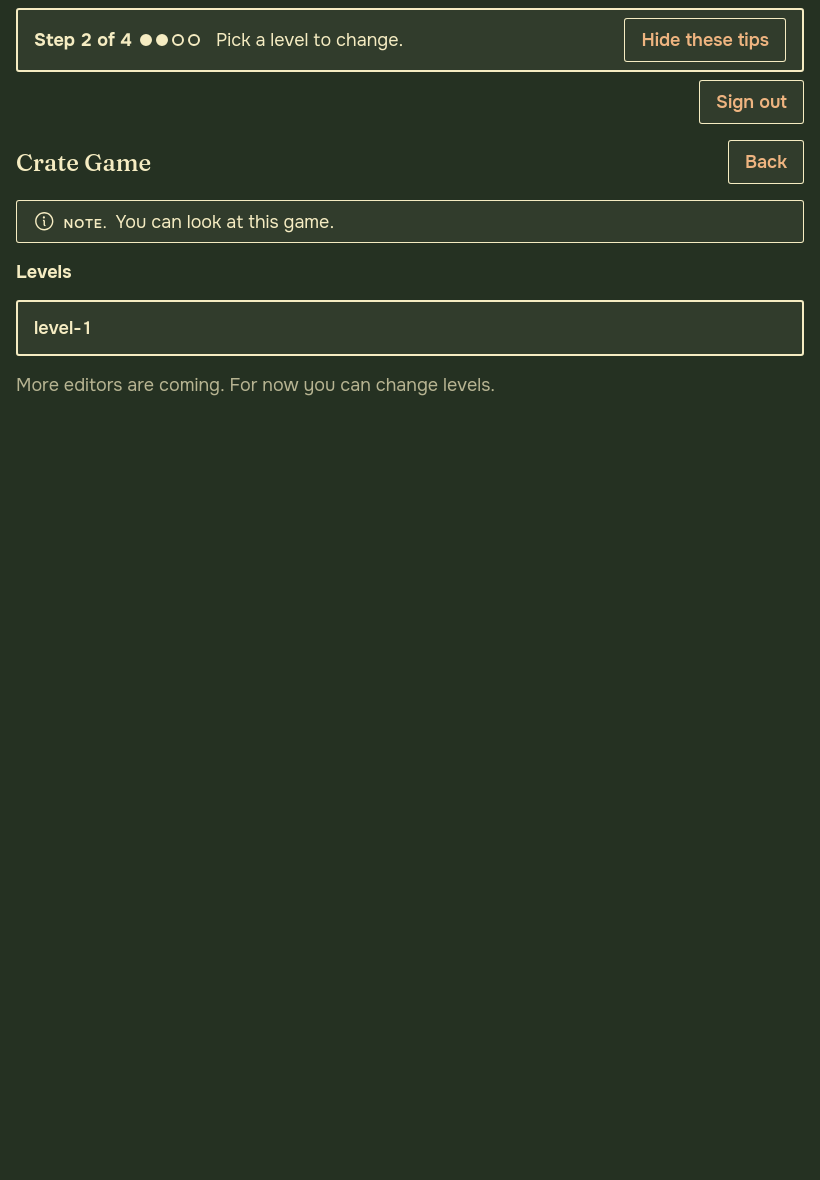 Step 2 of 4 Pick a level to change. Hide these tips
Sign out
Crate Game Back
NOTE. You can look at this game.
Levels
level-1
More editors are coming. For now you can change levels.